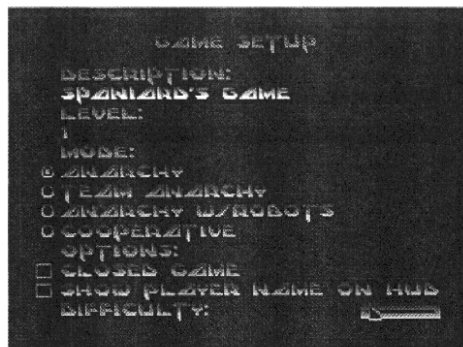 GAME SETUP
DESCRIPTION:
SPANIARD'S GAME
LEVEL:
1
MODE:
ANARCHY
TEAM ANARCHY
ANARCHY W/ROBOTS
COOPERATIVE
OPTIONS:
CLOSED GAME
SHOW PLAYER NAME ON HUD
DIFFICULTY: